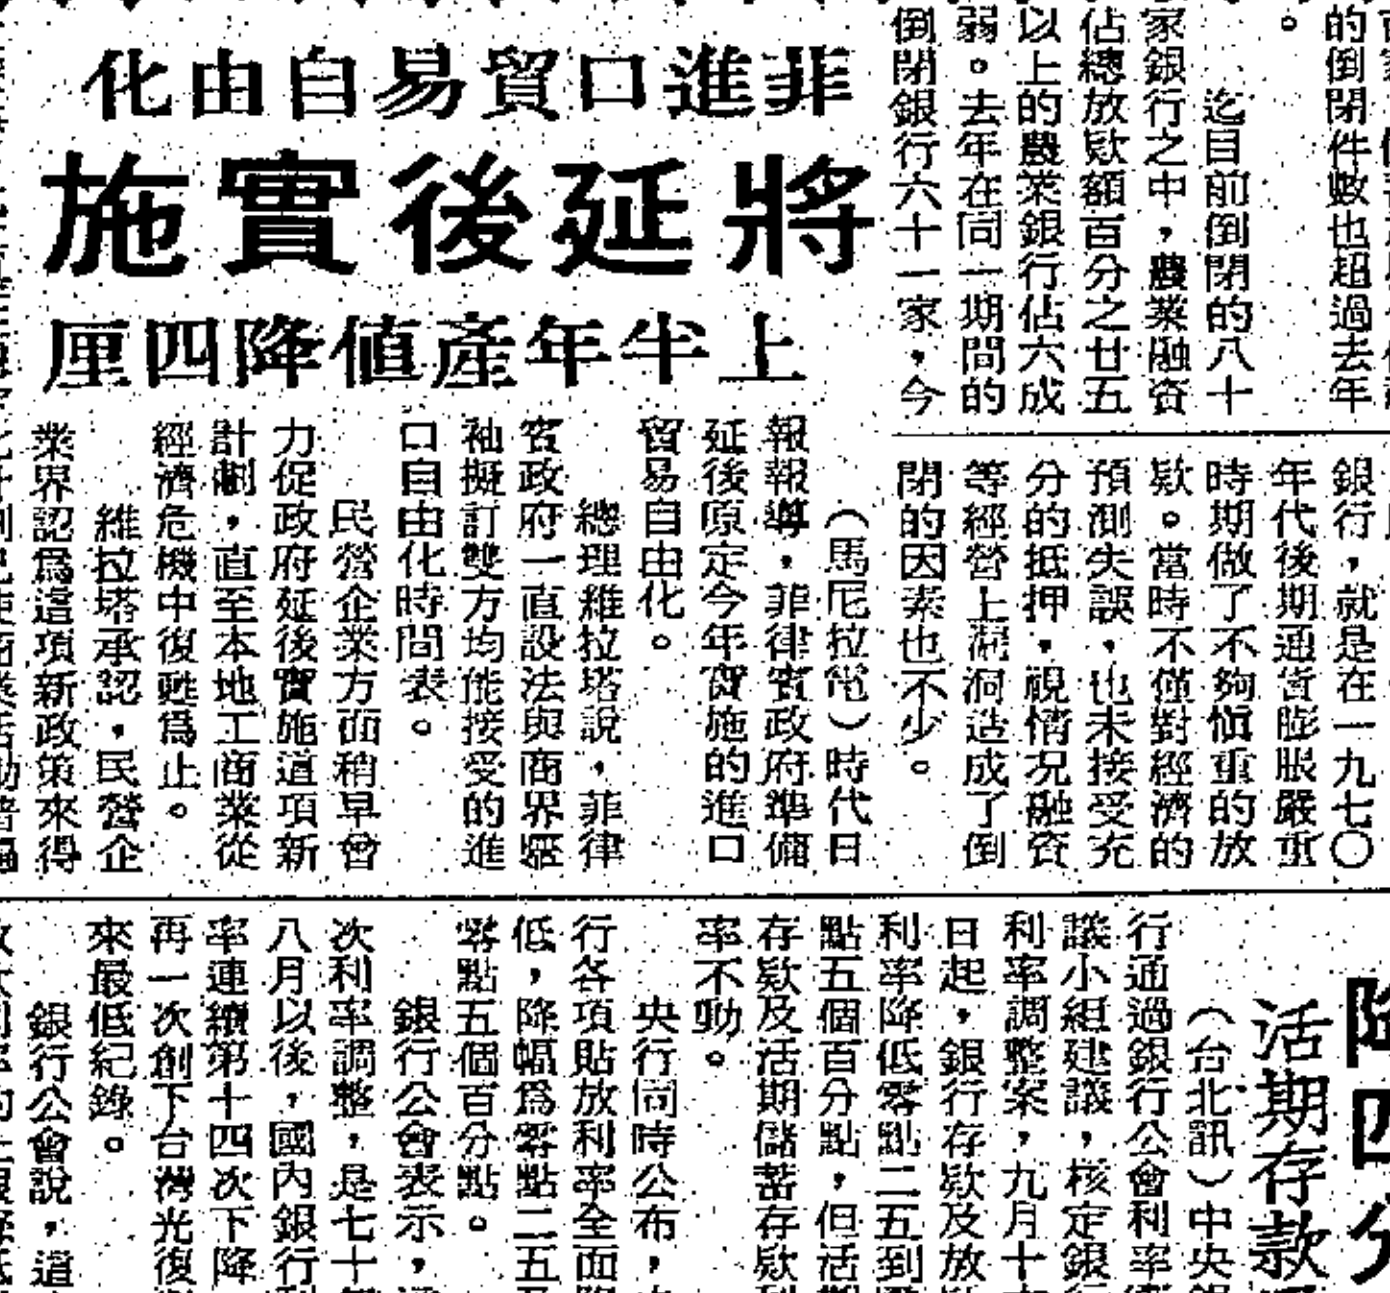 的倒閉件數也超過去年
。
迄目前倒閉的八十
家銀行之中，農業融資
佔總放欵額百分之廿五
以上的農業銀行佔六成
弱。去年在同一期間的
倒閉銀行六十一家，今
銀行，就是在一九七〇
年代後期通貨膨脹嚴重
時期做了不夠愼重的放
欵。當時不僅對經濟的
預測失誤，也未接受充
分的抵押，視情況融資
等經營上漏洞造成了倒
閉的因素也不少。
菲進口貿易自由化
將延後實施
上半年產值降四厘
（馬尼拉電）時代日
報報導，菲律賓政府準備
延後原定今年實施的進口
貿易自由化。
總理維拉塔說，菲律
賓政府一直設法與商界領
袖擬訂雙方均能接受的進
口自由化時間表。
民營企業方面稍早曾
力促政府延後實施這項新
計劃，直至本地工商業從
經濟危機中復甦爲止。
維拉塔承認，民營企
業界認爲這項新政策來得
四分
活期存款
（台北訊）中央銀
行通過銀行公會利率
議小組建議，核定銀行
利率調整案，九月十
日起，銀行存欵及放
利率降低零點二五到
點五個百分點，但活
存欵及活期儲蓄存欵利
率不動。
央行同時公布，
行各項貼放利率全面降
低，降幅爲零點二五
零點五個百分點。
銀行公會表示，這
次利率調整，是七十
八月以後，國內銀行利
率連續第十四次下降
再一次創下台灣光復
來最低紀錄。
銀行公會說，這